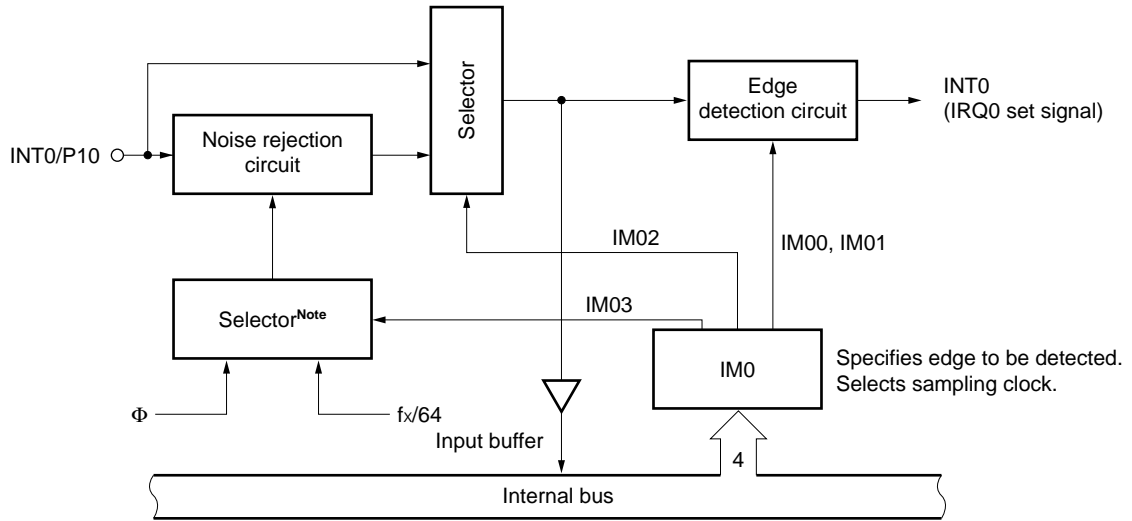 Selector
Edge
detection circuit
INT0
(IRQ0 set signal)
INT0/P10
Noise rejection
circuit
IM02
IM00, IM01
SelectorNote
IM03
IM0
Specifies edge to be detected.
Selects sampling clock.
Φ
fx/64
Input buffer
4
Internal bus